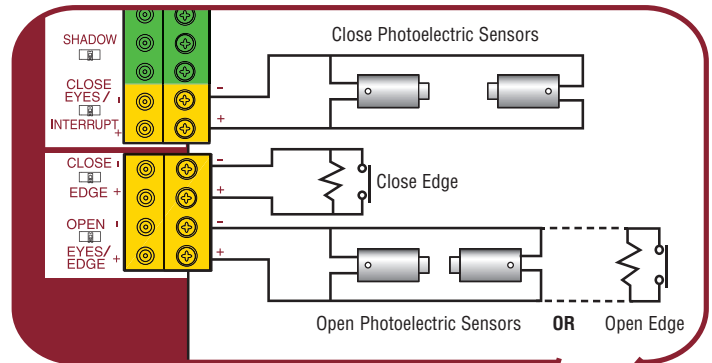 Close Photoelectric Sensors
SHADOW
CLOSE
EYES/ -
INTERRUPT +
-
+
CLOSE -
EDGE +
-
+
Close Edge
OPEN -
EYES/
EDGE +
-
+
Open Photoelectric Sensors OR Open Edge